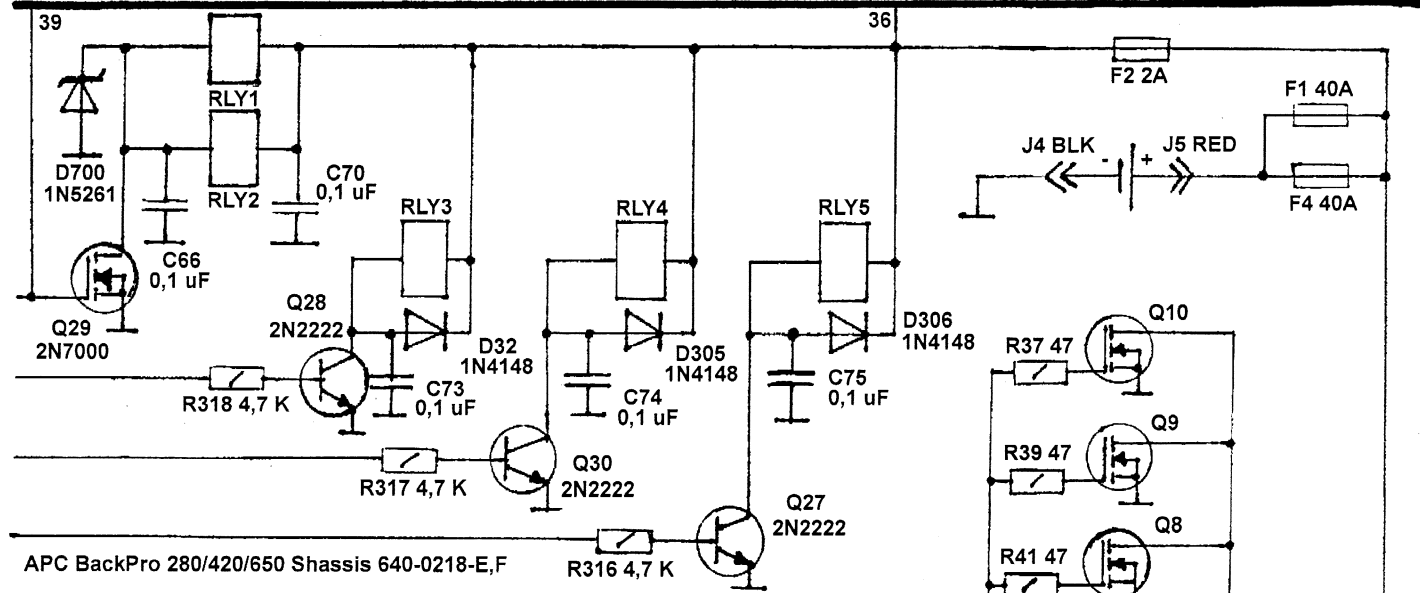 39
36
RLY1
F2 2A
F1 40A
D700
1N5261
RLY2
C70
0,1 uF
J4 BLK
-
+
J5 RED
F4 40A
RLY3
RLY4
RLY5
C66
0,1 uF
Q29
2N7000
Q28
2N2222
D32
1N4148
D305
1N4148
D306
1N4148
Q10
R37 47
R318 4,7 K
C73
0,1 uF
C74
0,1 uF
C75
0,1 uF
Q9
R39 47
R317 4,7 K
Q30
2N2222
Q27
2N2222
Q8
R41 47
R316 4,7 K
APC BackPro 280/420/650 Shassis 640-0218-E,F